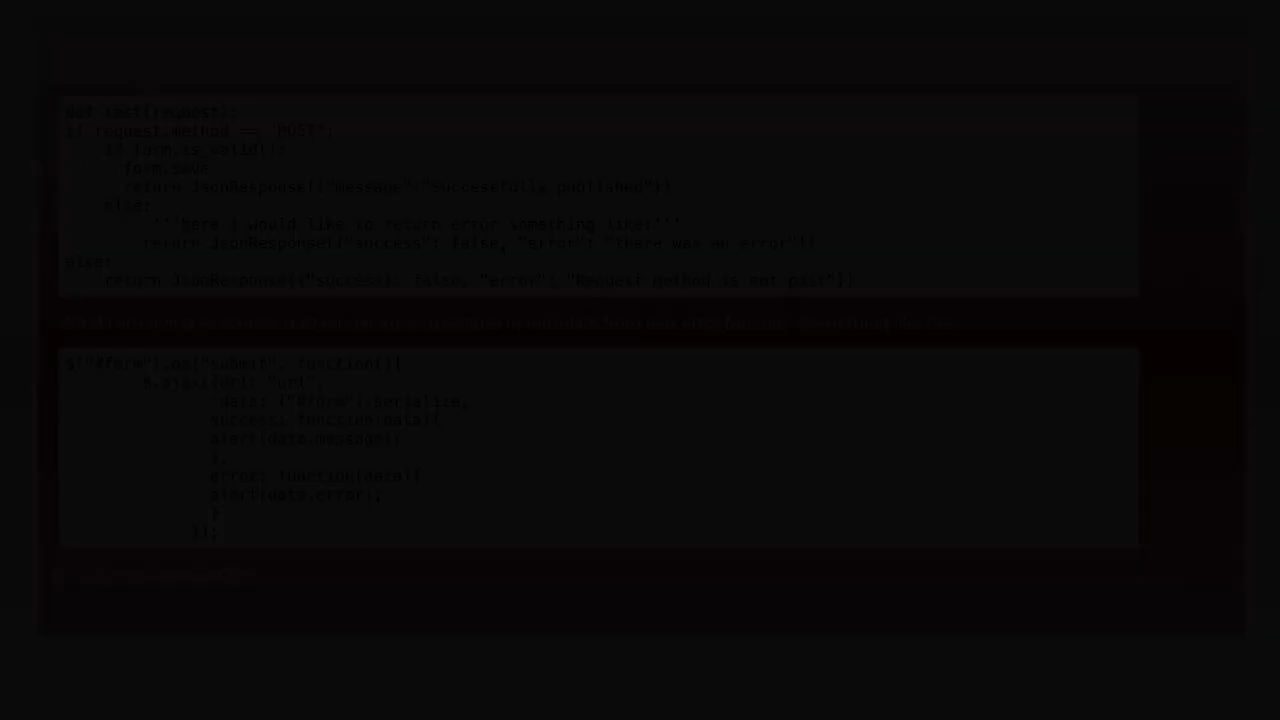 def test(request):
if request.method == "POST":
if form.is_valid():
form.save
return JsonResponse({"message":"Successfully published"})
else:
'''here i would like to return error something like:'''
return JsonResponse({"success": false, "error": "there was an error"})
else:
return JsonResponse({"success}: false, "error": "Request method is not post"})
$("#form").on("submit", function(){
$.ajax({url: "url",
data: ("#form").serialize,
success: function(data){
alert(data.message);
},
error: function(data){
alert(data.error);
}
});